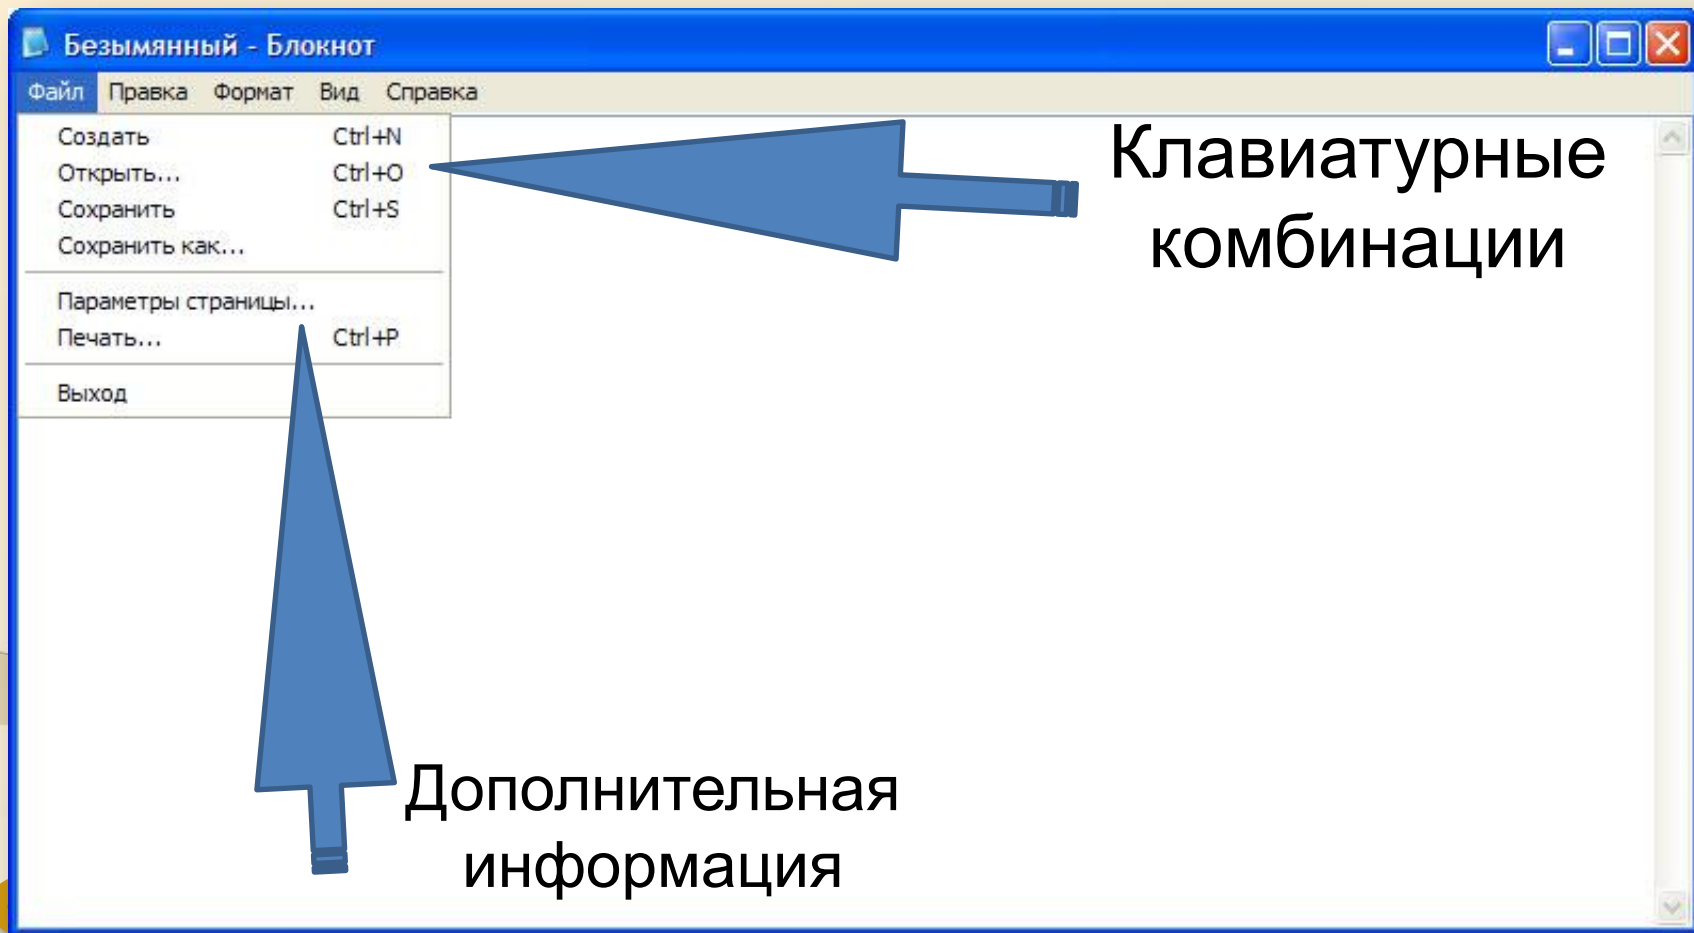 Безымянный - Блокнот
Файл Правка Формат Вид Справка
Создать Ctrl+N
Открыть... Ctrl+O
Сохранить Ctrl+S
Сохранить как...
Параметры страницы...
Печать... Ctrl+P
Выход
Клавиатурные
комбинации
Дополнительная
информация